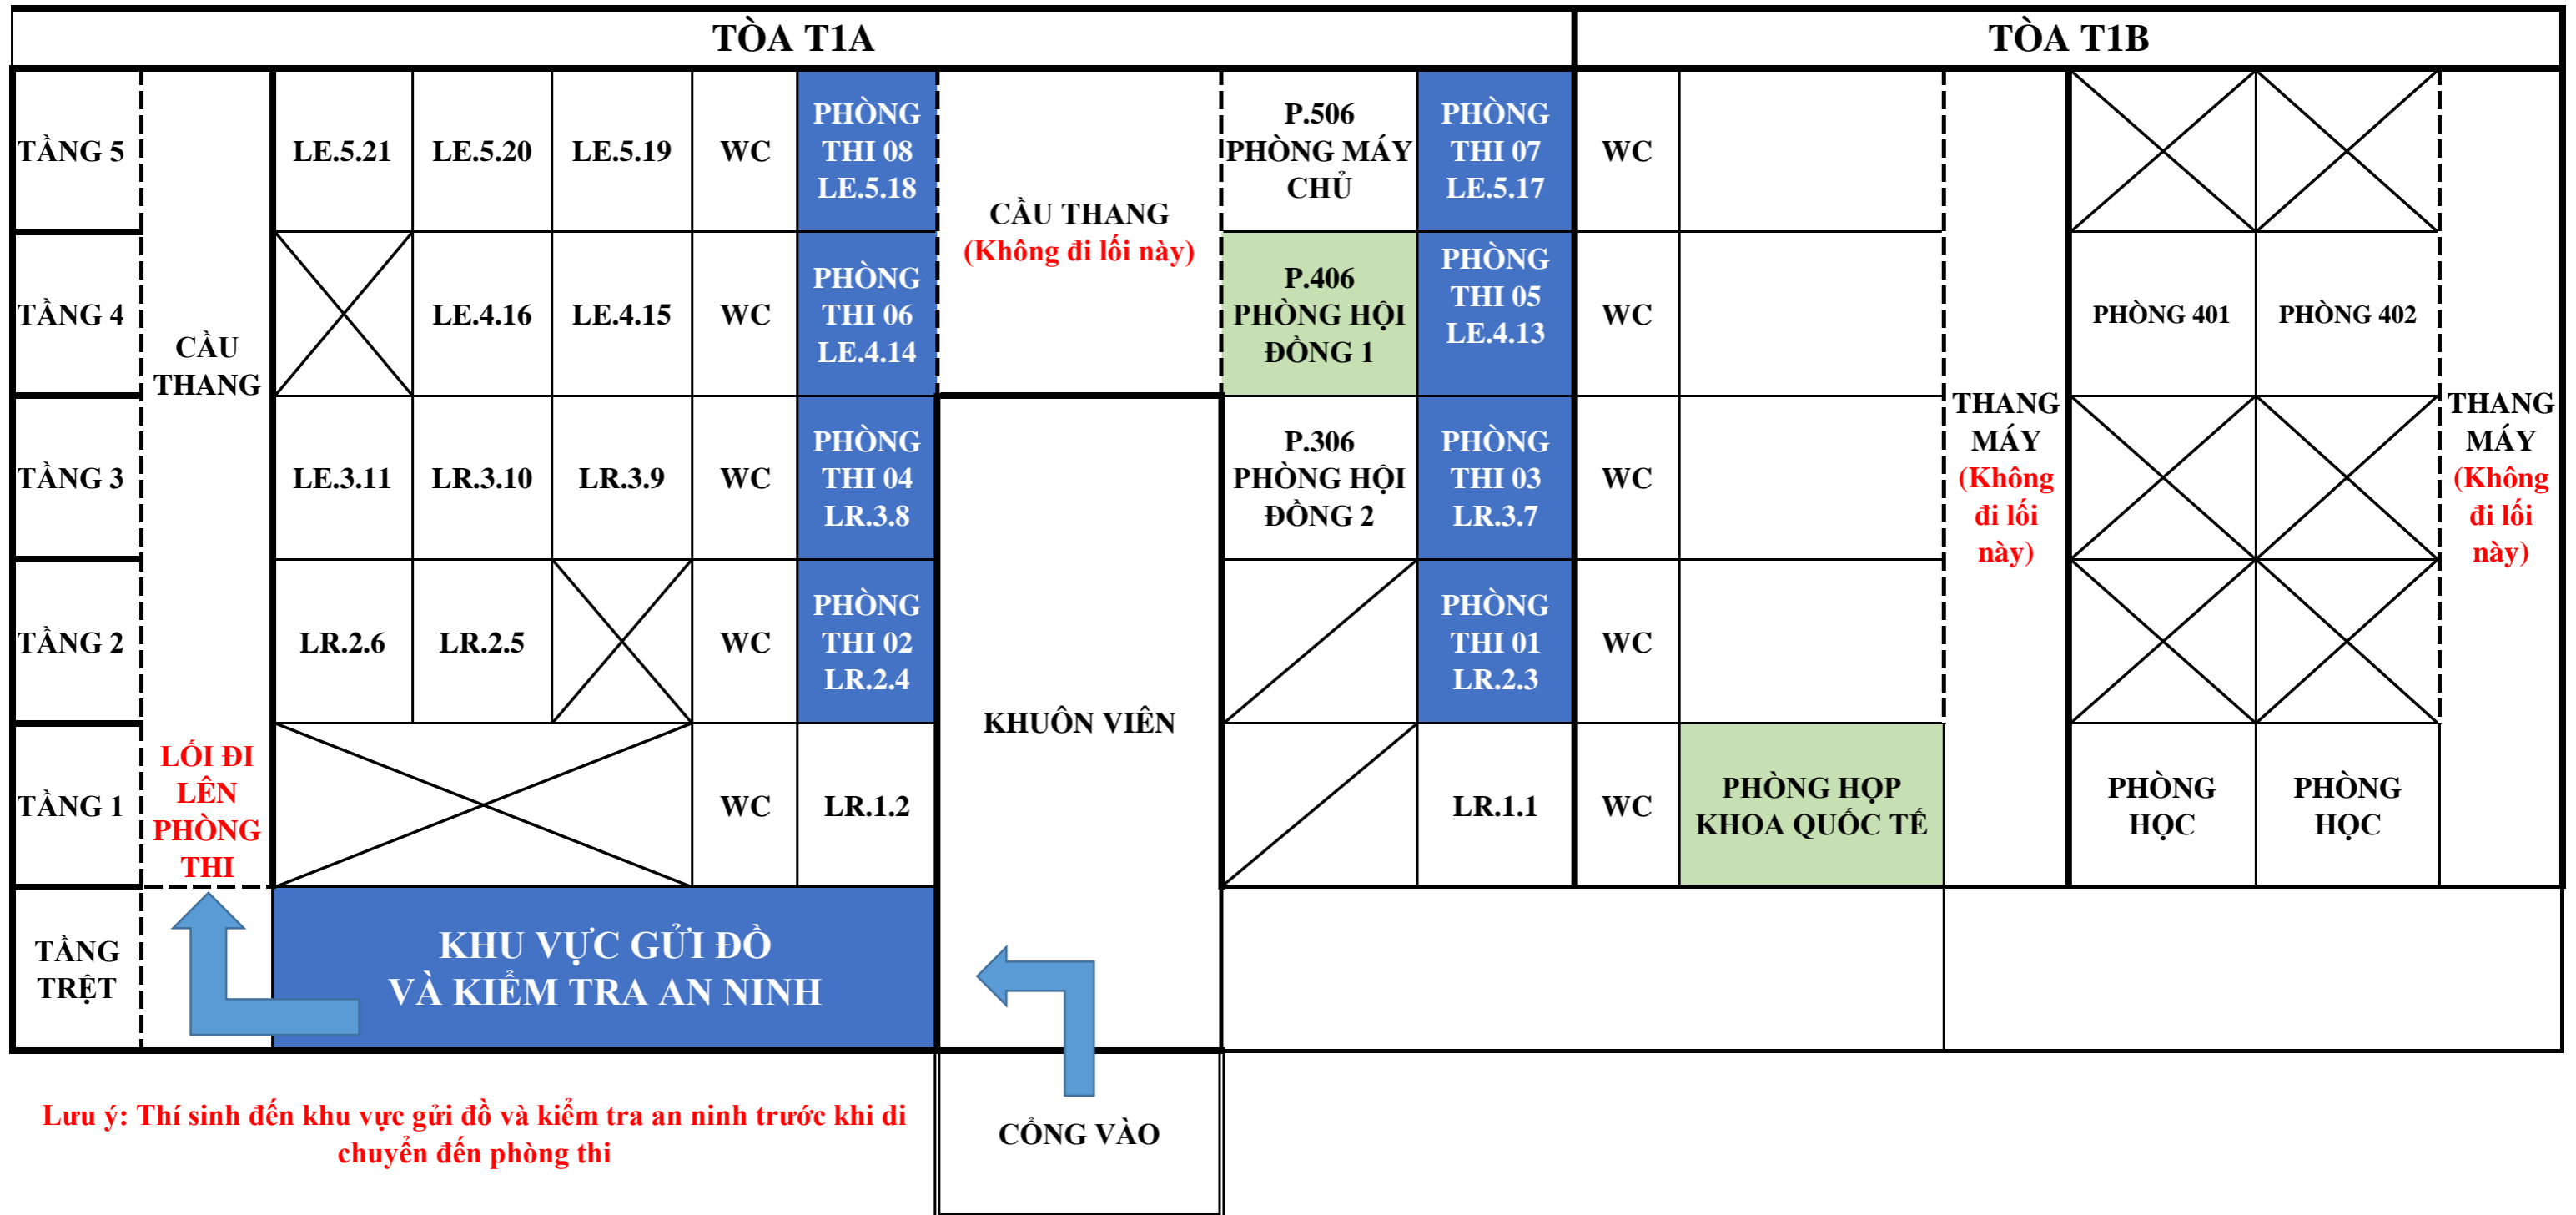 TÒA T1A
TÒA T1B
TẦNG 5
LE.5.21
LE.5.20
LE.5.19
WC
PHÒNG
THI 08
LE.5.18
CẦU THANG
(Không đi lối này)
P.506
PHÒNG MÁY
CHỦ
PHÒNG
THI 07
LE.5.17
WC
TẦNG 4
CẦU
THANG
LE.4.16
LE.4.15
WC
PHÒNG
THI 06
LE.4.14
P.406
PHÒNG HỘI
ĐỒNG 1
PHÒNG
THI 05
LE.4.13
WC
THANG
MÁY
(Không
đi lối
này)
PHÒNG 401
PHÒNG 402
THANG
MÁY
(Không
đi lối
này)
TẦNG 3
LE.3.11
LR.3.10
LR.3.9
WC
PHÒNG
THI 04
LR.3.8
P.306
PHÒNG HỘI
ĐỒNG 2
PHÒNG
THI 03
LR.3.7
WC
TẦNG 2
LR.2.6
LR.2.5
WC
PHÒNG
THI 02
LR.2.4
KHUÔN VIÊN
PHÒNG
THI 01
LR.2.3
WC
TẦNG 1
LỐI ĐI
LÊN
PHÒNG
THI
WC
LR.1.2
LR.1.1
WC
PHÒNG HỌP
KHOA QUỐC TẾ
PHÒNG
HỌC
PHÒNG
HỌC
TẦNG
TRỆT
KHU VỰC GỬI ĐỒ
VÀ KIỂM TRA AN NINH
Lưu ý: Thí sinh đến khu vực gửi đồ và kiểm tra an ninh trước khi di
chuyển đến phòng thi
CỔNG VÀO